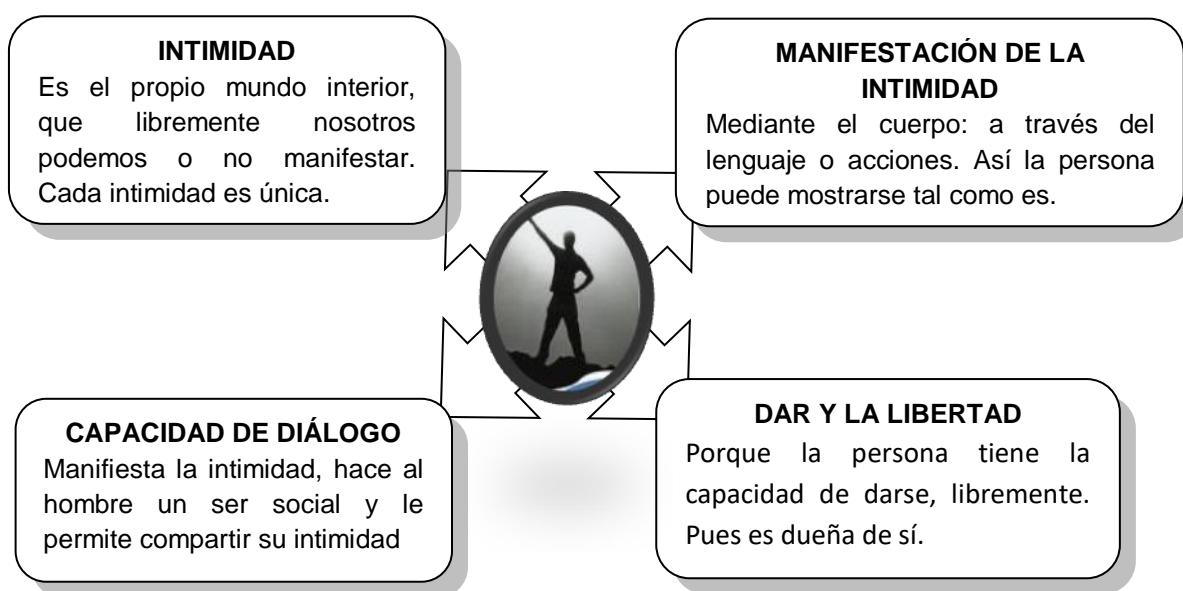 INTIMIDAD
Es el propio mundo interior,
que libremente nosotros
podemos o no manifestar.
Cada intimidad es única.
MANIFESTACIÓN DE LA
INTIMIDAD
Mediante el cuerpo: a través del
lenguaje o acciones. Así la persona
puede mostrarse tal como es.
CAPACIDAD DE DIÁLOGO
Manifiesta la intimidad, hace al
hombre un ser social y le
permite compartir su intimidad
DAR Y LA LIBERTAD
Porque la persona tiene la
capacidad de darse, libremente.
Pues es dueña de sí.